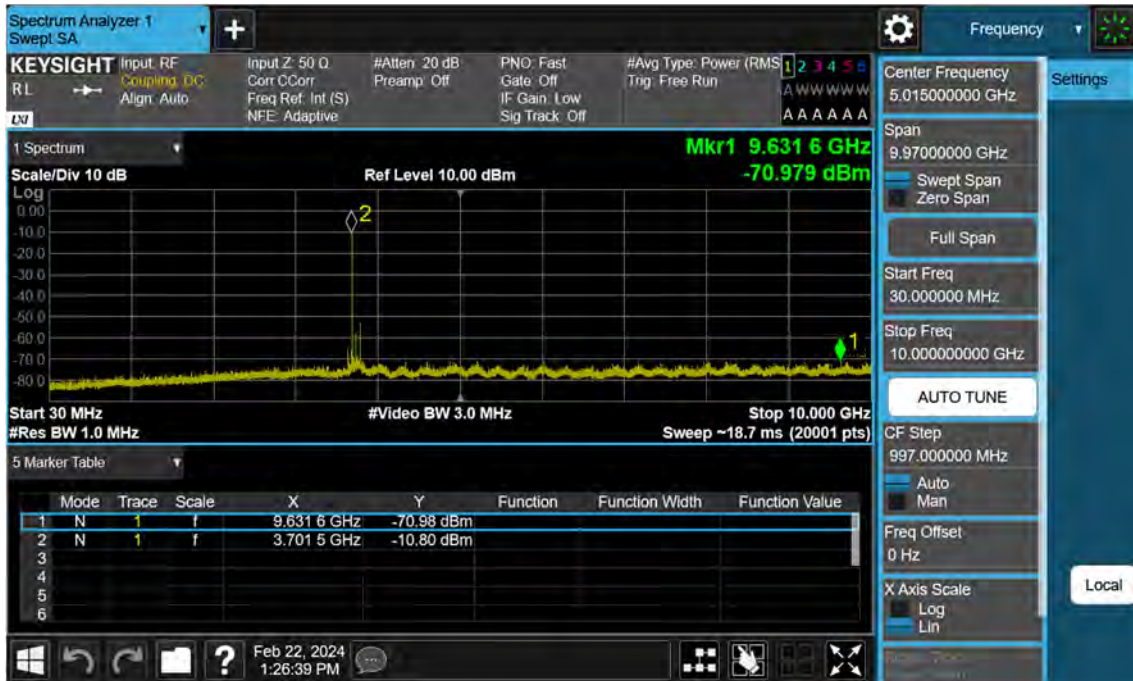 Spectrum Analyzer 1
Swept SA
+
Frequency
KEYSIGHT
Input: RF
Input Z: 50 Ω
#Atten: 20 dB
PNO: Fast
#Avg Type: Power (RMS
1 2 3 4 5 6
RL
Coupling: DC
Corr CCorr
Preamp: Off
Gate: Off
Trig: Free Run
A W W W W W
Align: Auto
Freq Ref: Int (S)
IF Gain: Low
LXI
NFE: Adaptive
Sig Track: Off
A A A A A A
Center Frequency
5.015000000 GHz
Settings
1 Spectrum
Mkr1 9.631 6 GHz
-70.979 dBm
Scale/Div 10 dB
Ref Level 10.00 dBm
Span
9.97000000 GHz
Swept Span
Zero Span
Log
0.00
-10.0
-20.0
-30.0
-40.0
-50.0
-60.0
-70.0
-80.0
2
1
Full Span
Start Freq
30.000000 MHz
Stop Freq
10.000000000 GHz
AUTO TUNE
Start 30 MHz
#Video BW 3.0 MHz
Stop 10.000 GHz
#Res BW 1.0 MHz
Sweep ~18.7 ms (20001 pts)
CF Step
997.000000 MHz
Auto
Man
5 Marker Table
Mode Trace Scale X Y Function Function Width Function Value
1 N 1 f 9.631 6 GHz -70.98 dBm
2 N 1 f 3.701 5 GHz -10.80 dBm
3
4
5
6
Freq Offset
0 Hz
X Axis Scale
Log
Lin
Local
?
Feb 22, 2024
1:26:39 PM